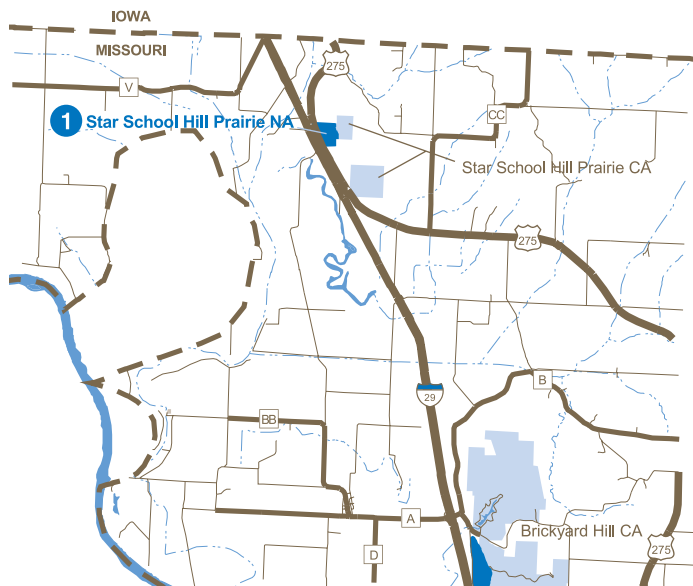 IOWA
MISSOURI
275
V
1 Star School Hill Prairie NA
CC
Star School Hill Prairie CA
275
29
B
BB
A
Brickyard Hill CA
D
275